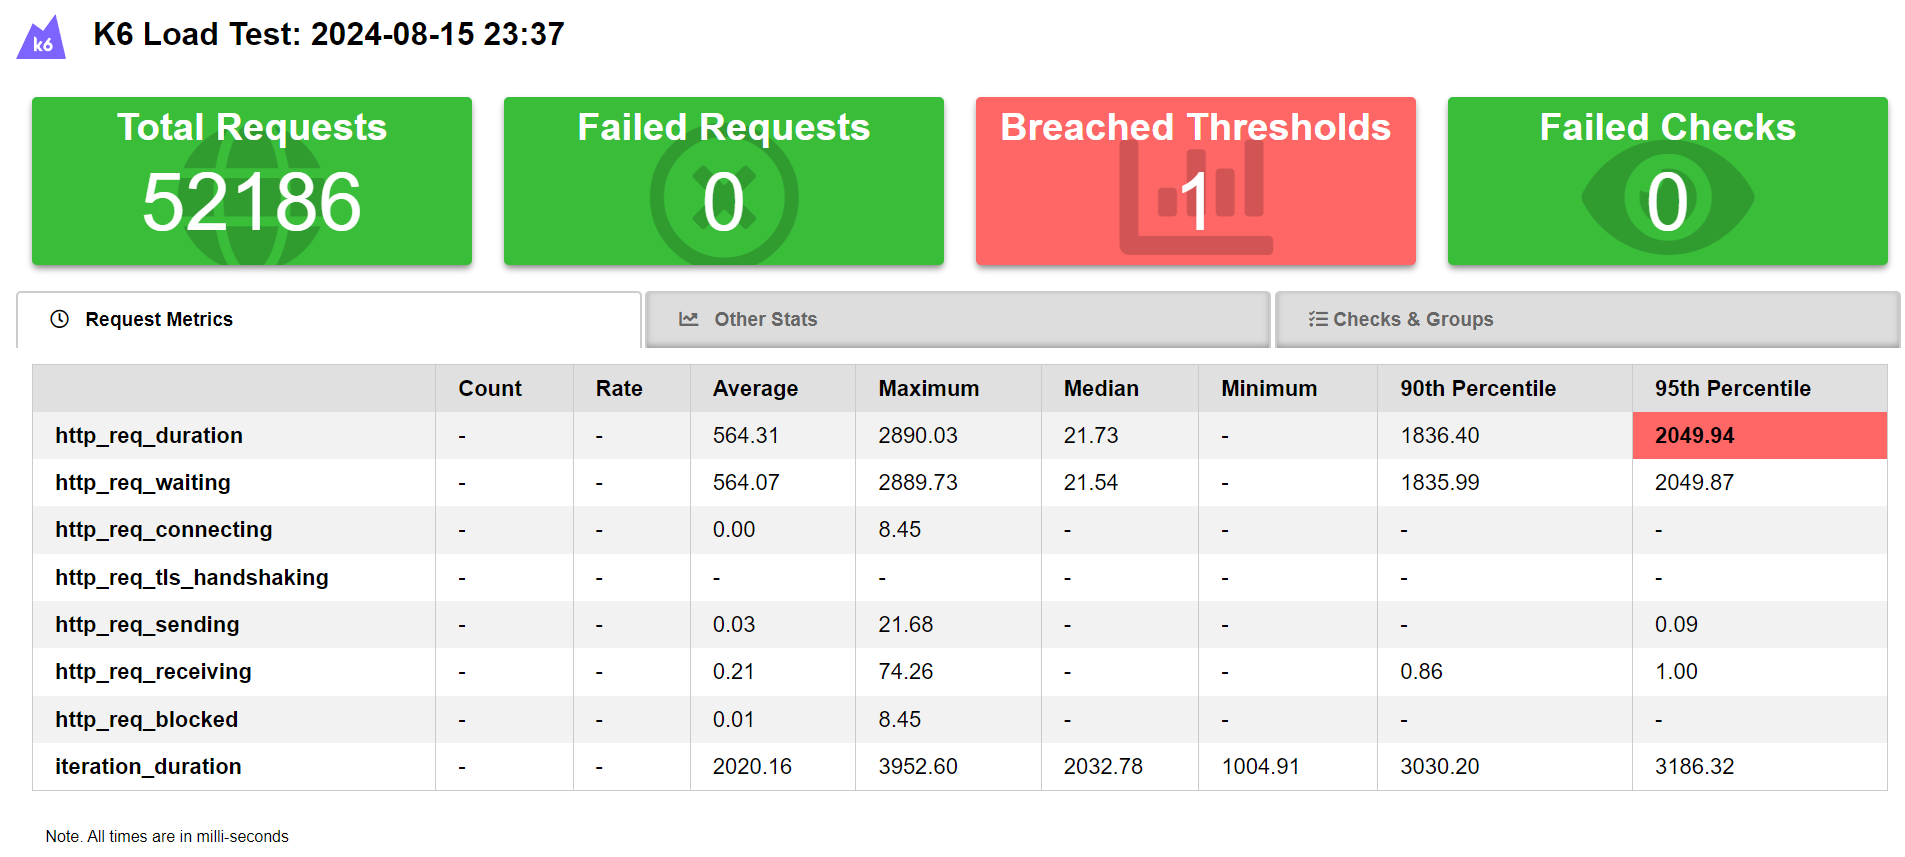 k6
K6 Load Test: 2024-08-15 23:37
Total Requests
52186
Failed Requests
0
Breached Thresholds
1
Failed Checks
0
Request Metrics
Other Stats
Checks & Groups
Count Rate Average Maximum Median Minimum 90th Percentile 95th Percentile
http_req_duration - - 564.31 2890.03 21.73 - 1836.40 2049.94
http_req_waiting - - 564.07 2889.73 21.54 - 1835.99 2049.87
http_req_connecting - - 0.00 8.45 - - - -
http_req_tls_handshaking - - - - - - - -
http_req_sending - - 0.03 21.68 - - - 0.09
http_req_receiving - - 0.21 74.26 - - 0.86 1.00
http_req_blocked - - 0.01 8.45 - - - -
iteration_duration - - 2020.16 3952.60 2032.78 1004.91 3030.20 3186.32
Note. All times are in milli-seconds